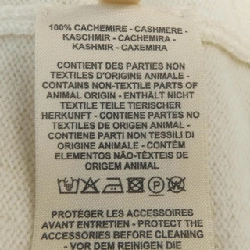 100% CACHEMIRE - CASHMERE -
KASCHMIR - CACHEMIRA -
KASHMIR - CAXEMIRA
CONTIENT DES PARTIES NON
TEXTILES D'ORIGINE ANIMALE -
CONTAINS NON-TEXTILE PARTS OF
ANIMAL ORIGIN - ENTHÄLT NICHT
TEXTILE TEILE TIERISCHER
HERKUNFT - CONTIENE PARTES NO
TEXTILES DE ORIGEN ANIMAL -
CONTIENE PARTI NON TESSILI DI
ORIGINE ANIMALE - CONTÉM
ELEMENTOS NÃO-TÊXTEIS DE
ORIGEM ANIMAL
PROTÉGER LES ACCESSOIRES
AVANT ENTRETIEN - PROTECT THE
ACCESSORIES BEFORE CLEANING
- VOR DEM REINIGEN DIE